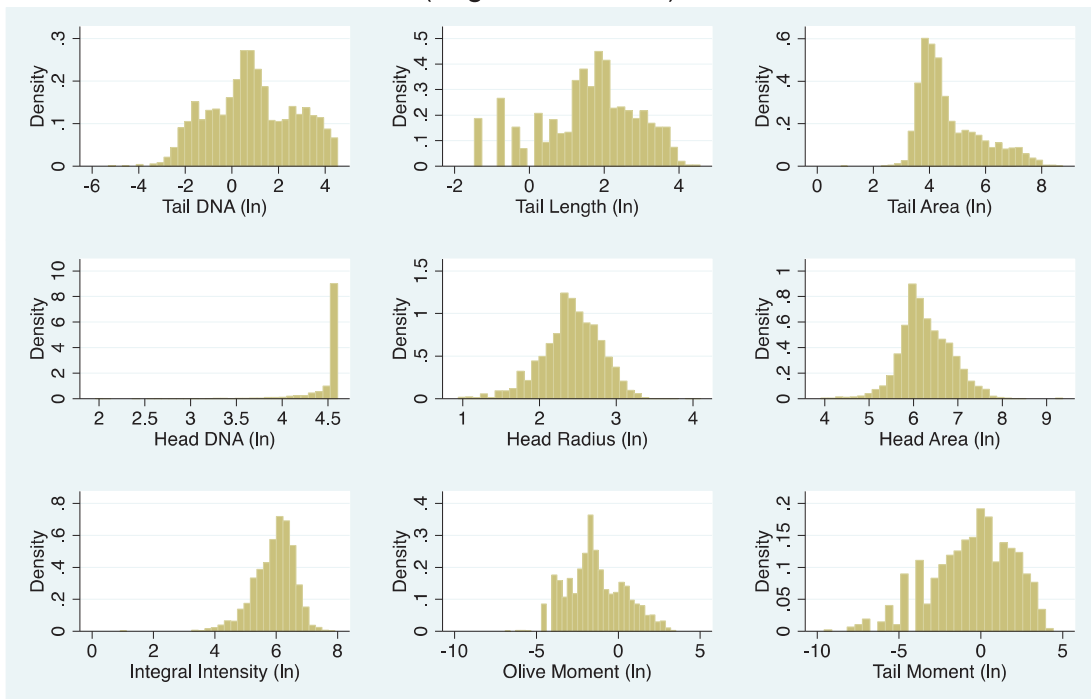 Density
.3
.2
.1
0
-6 -4 -2 0 2 4
Tail DNA (ln)
Density
.5
.4
.3
.2
.1
0
-2 0 2 4
Tail Length (ln)
Density
.6
.4
.2
0
0 2 4 6 8
Tail Area (ln)
Density
10
8
6
4
2
0
2 2.5 3 3.5 4 4.5
Head DNA (ln)
Density
1.5
1
.5
0
1 2 3 4
Head Radius (ln)
Density
1
.8
.6
.4
.2
0
4 5 6 7 8 9
Head Area (ln)
Density
.8
.6
.4
.2
0
0 2 4 6 8
Integral Intensity (ln)
Density
.4
.3
.2
.1
0
-10 -5 0 5
Olive Moment (ln)
Density
.2
.15
.1
.05
0
-10 -5 0 5
Tail Moment (ln)